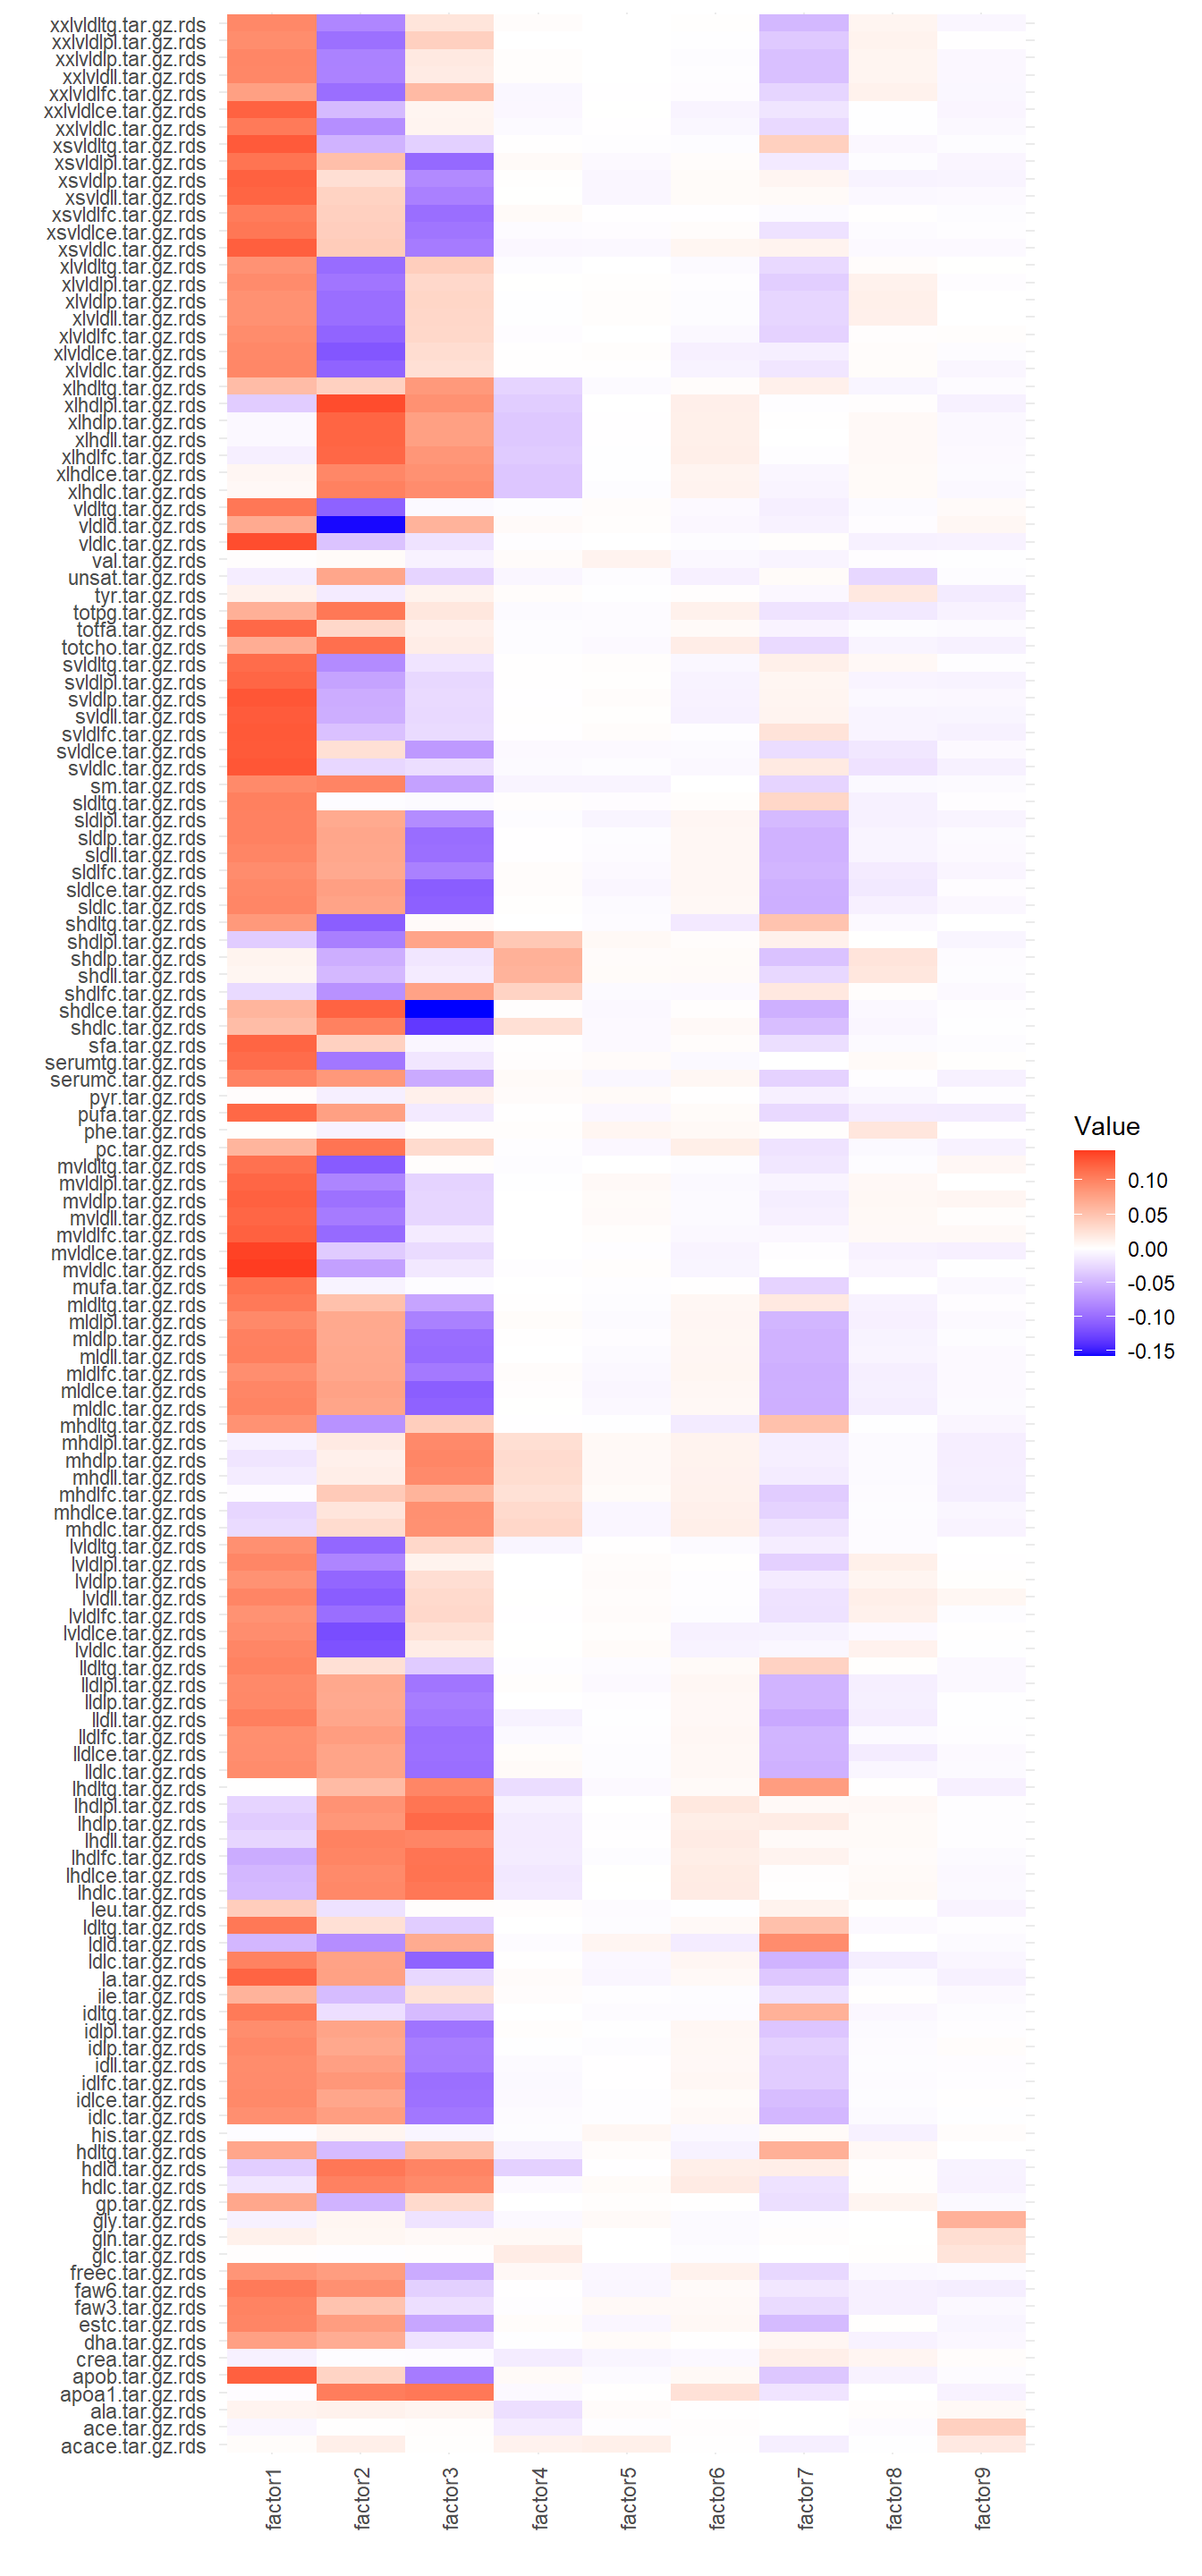 xxlvldltg.tar.gz.rds
xxlvldlpl.tar.gz.rds
xxlvldlp.tar.gz.rds
xxlvldll.tar.gz.rds
xxlvldlfc.tar.gz.rds
xxlvldlce.tar.gz.rds
xxlvldlc.tar.gz.rds
xsvldltg.tar.gz.rds
xsvldlpl.tar.gz.rds
xsvldlp.tar.gz.rds
xsvldll.tar.gz.rds
xsvldlfc.tar.gz.rds
xsvldlce.tar.gz.rds
xsvldlc.tar.gz.rds
xlvldltg.tar.gz.rds
xlvldlpl.tar.gz.rds
xlvldlp.tar.gz.rds
xlvldll.tar.gz.rds
xlvldlfc.tar.gz.rds
xlvldlce.tar.gz.rds
xlvldlc.tar.gz.rds
xlhdltg.tar.gz.rds
xlhdlpl.tar.gz.rds
xlhdlp.tar.gz.rds
xlhdll.tar.gz.rds
xlhdlfc.tar.gz.rds
xlhdlce.tar.gz.rds
xlhdlc.tar.gz.rds
vldltg.tar.gz.rds
vldld.tar.gz.rds
vldlc.tar.gz.rds
val.tar.gz.rds
unsat.tar.gz.rds
tyr.tar.gz.rds
totpg.tar.gz.rds
totfa.tar.gz.rds
totcho.tar.gz.rds
svldltg.tar.gz.rds
svldlpl.tar.gz.rds
svldlp.tar.gz.rds
svldll.tar.gz.rds
svldlfc.tar.gz.rds
svldlce.tar.gz.rds
svldlc.tar.gz.rds
sm.tar.gz.rds
sldltg.tar.gz.rds
sldlpl.tar.gz.rds
sldlp.tar.gz.rds
sldll.tar.gz.rds
sldlfc.tar.gz.rds
sldlce.tar.gz.rds
sldlc.tar.gz.rds
shdltg.tar.gz.rds
shdlpl.tar.gz.rds
shdlp.tar.gz.rds
shdll.tar.gz.rds
shdlfc.tar.gz.rds
shdlce.tar.gz.rds
shdlc.tar.gz.rds
sfa.tar.gz.rds
serumtg.tar.gz.rds
serumc.tar.gz.rds
pyr.tar.gz.rds
pufa.tar.gz.rds
phe.tar.gz.rds
pc.tar.gz.rds
mvldltg.tar.gz.rds
mvldlpl.tar.gz.rds
mvldlp.tar.gz.rds
mvldll.tar.gz.rds
mvldlfc.tar.gz.rds
mvldlce.tar.gz.rds
mvldlc.tar.gz.rds
mufa.tar.gz.rds
mldltg.tar.gz.rds
mldlpl.tar.gz.rds
mldlp.tar.gz.rds
mldll.tar.gz.rds
mldlfc.tar.gz.rds
mldlce.tar.gz.rds
mldlc.tar.gz.rds
mhdltg.tar.gz.rds
mhdlpl.tar.gz.rds
mhdlp.tar.gz.rds
mhdll.tar.gz.rds
mhdlfc.tar.gz.rds
mhdlce.tar.gz.rds
mhdlc.tar.gz.rds
lvldltg.tar.gz.rds
lvldlpl.tar.gz.rds
lvldlp.tar.gz.rds
lvldll.tar.gz.rds
lvldlfc.tar.gz.rds
lvldlce.tar.gz.rds
lvldlc.tar.gz.rds
lldltg.tar.gz.rds
lldlpl.tar.gz.rds
lldlp.tar.gz.rds
lldll.tar.gz.rds
lldlfc.tar.gz.rds
lldlce.tar.gz.rds
lldlc.tar.gz.rds
lhdltg.tar.gz.rds
lhdlpl.tar.gz.rds
lhdlp.tar.gz.rds
lhdll.tar.gz.rds
lhdlfc.tar.gz.rds
lhdlce.tar.gz.rds
lhdlc.tar.gz.rds
leu.tar.gz.rds
ldltg.tar.gz.rds
ldld.tar.gz.rds
ldlc.tar.gz.rds
la.tar.gz.rds
ile.tar.gz.rds
idltg.tar.gz.rds
idlpl.tar.gz.rds
idlp.tar.gz.rds
idll.tar.gz.rds
idlfc.tar.gz.rds
idlce.tar.gz.rds
idlc.tar.gz.rds
his.tar.gz.rds
hdltg.tar.gz.rds
hdld.tar.gz.rds
hdlc.tar.gz.rds
gp.tar.gz.rds
gly.tar.gz.rds
gln.tar.gz.rds
glc.tar.gz.rds
freec.tar.gz.rds
faw6.tar.gz.rds
faw3.tar.gz.rds
estc.tar.gz.rds
dha.tar.gz.rds
crea.tar.gz.rds
apob.tar.gz.rds
apoa1.tar.gz.rds
ala.tar.gz.rds
ace.tar.gz.rds
acace.tar.gz.rds
factor1
factor2
factor3
factor4
factor5
factor6
factor7
factor8
factor9
Value
0.10
0.05
0.00
-0.05
-0.10
-0.15